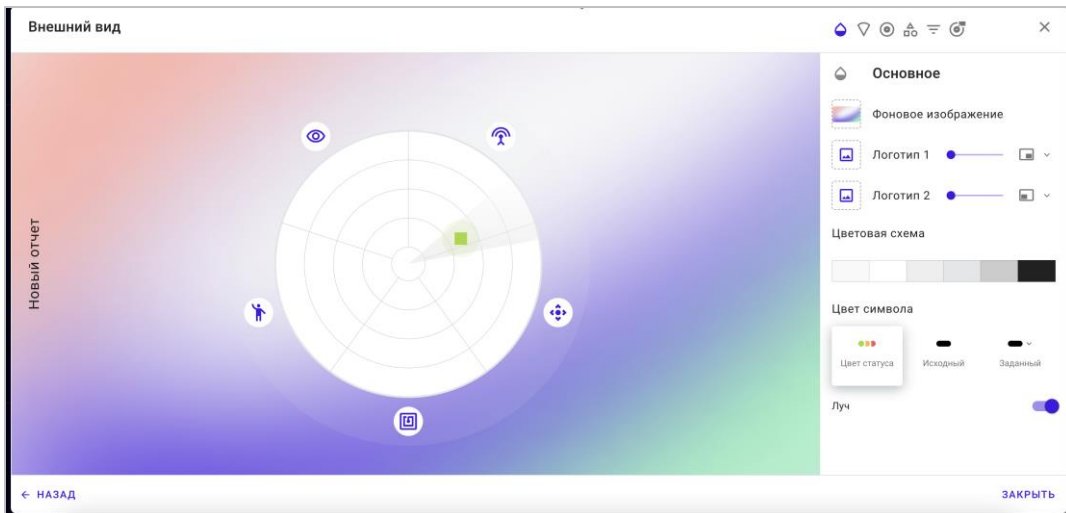 Внешний вид
Новый отчет
Основное
Фоновое изображение
Логотип 1
Логотип 2
Цветовая схема
Цвет символа
Цвет статуса
Исходный
Заданный
Луч
← НАЗАД
ЗАКРЫТЬ